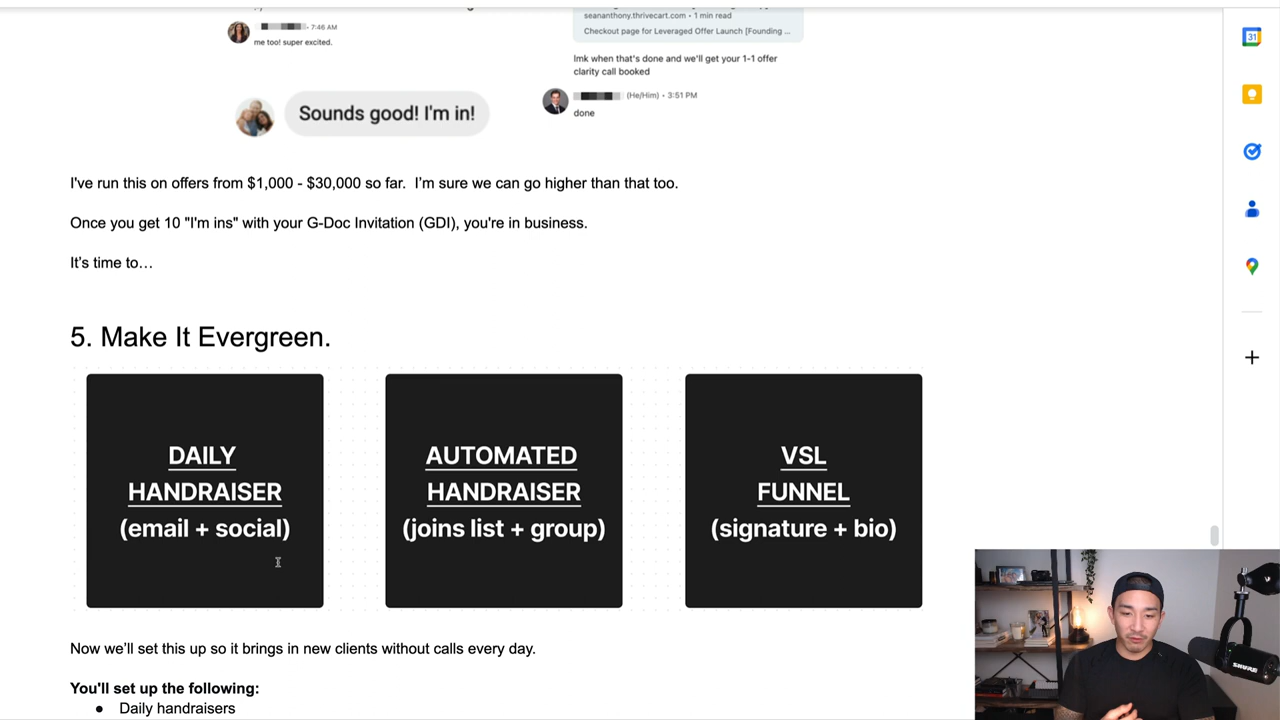 seananthony.thrivecart.com • 1 min read
Checkout page for Leveraged Offer Launch [Founding ...
7:46 AM
me too! super excited.
lmk when that's done and we'll get your 1-1 offer
clarity call booked
(He/Him) • 3:51 PM
done
Sounds good! I'm in!
I've run this on offers from $1,000 - $30,000 so far. I'm sure we can go higher than that too.
Once you get 10 "I'm ins" with your G-Doc Invitation (GDI), you're in business.
It's time to…
5. Make It Evergreen.
DAILY
HANDRAISER
(email + social)
AUTOMATED
HANDRAISER
(joins list + group)
VSL
FUNNEL
(signature + bio)
Now we'll set this up so it brings in new clients without calls every day.
You'll set up the following:
● Daily handraisers
31
SHURE